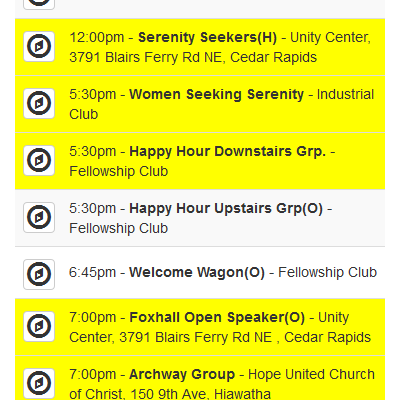 12:00pm - Serenity Seekers(H) - Unity Center,
3791 Blairs Ferry Rd NE, Cedar Rapids
5:30pm - Women Seeking Serenity - Industrial
Club
5:30pm - Happy Hour Downstairs Grp. -
Fellowship Club
5:30pm - Happy Hour Upstairs Grp(O) -
Fellowship Club
6:45pm - Welcome Wagon(O) - Fellowship Club
7:00pm - Foxhall Open Speaker(O) - Unity
Center, 3791 Blairs Ferry Rd NE , Cedar Rapids
7:00pm - Archway Group - Hope United Church
of Christ, 150 9th Ave, Hiawatha